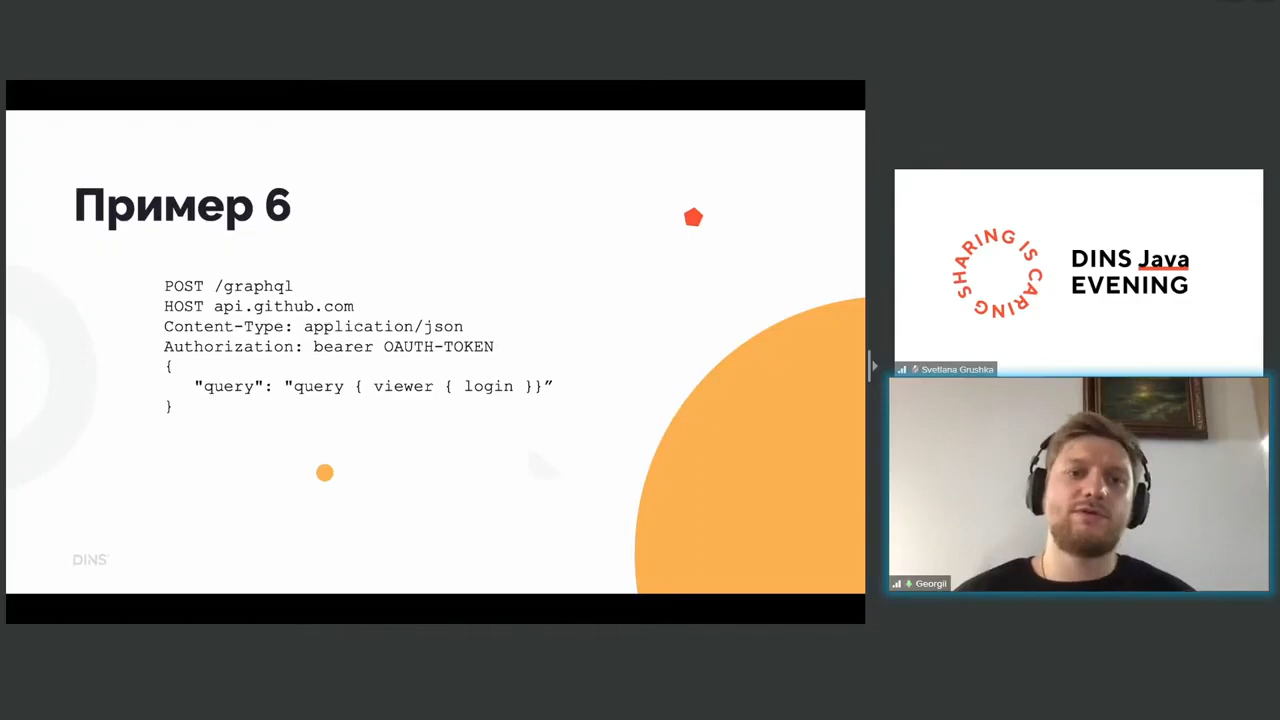 Пример 6
POST /graphql
HOST api.github.com
Content-Type: application/json
Authorization: bearer OAUTH-TOKEN
{
"query": "query { viewer { login }}”
}
DINS
SHARING IS CARING
DINS Java
EVENING
Svetlana Grushka
Georgii